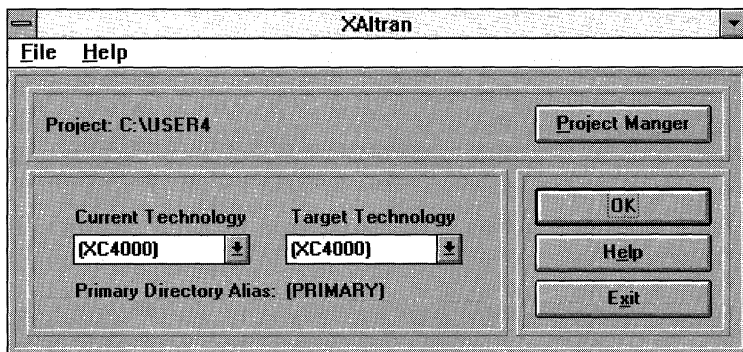 XAltran
File Help
Project: C:\USER4
Project Manger
Current Technology
Target Technology
(XC4000)
(XC4000)
Primary Directory Alias: (PRIMARY)
OK
Help
Exit